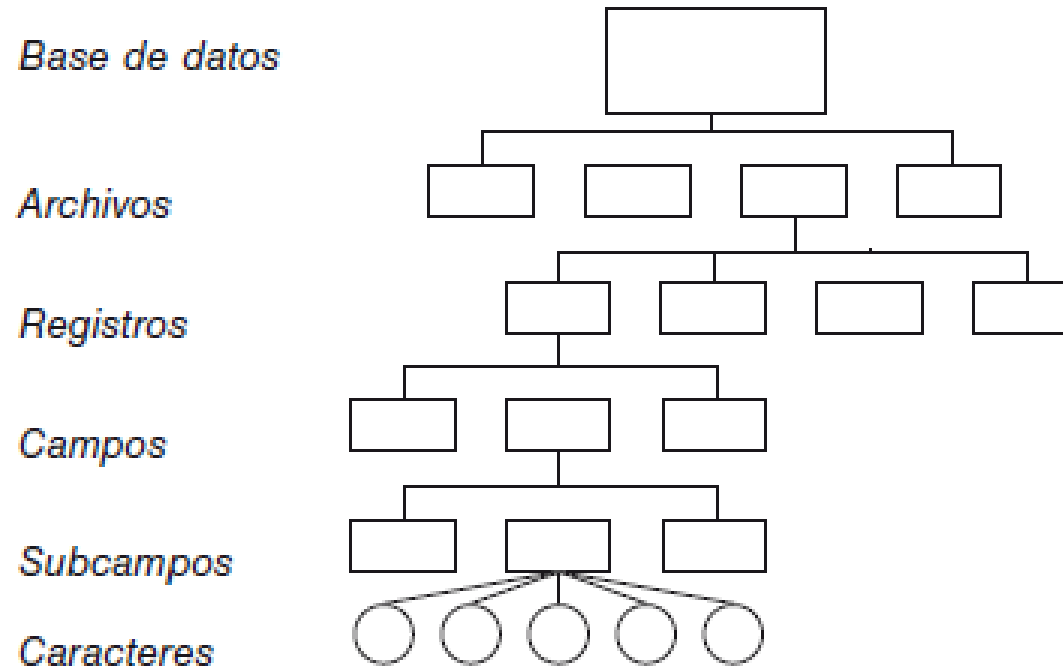 Base de datos
Archivos
Registros
Campos
Subcampos
Caracteres